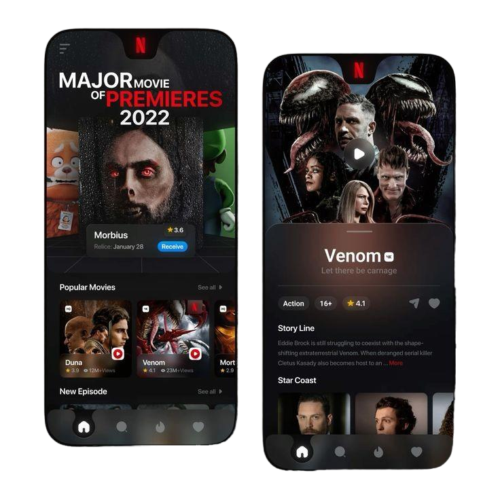 N
MAJOR MOVIE
OF PREMIERES
2022
Morbius
★3.6
Relice: January 28
Receive
Popular Movies
See all
Duna
3.9
12M+Views
Venom
4.1
23M+Views
Mort
2.9
New Episode
See all
N
Venom
Let there be carnage
Action
16+
★4.1
Story Line
Eddie Brock is still struggling to coexist with the shape-
shifting extraterrestrial Venom. When deranged serial killer
Cletus Kasady also becomes host to an ... More
Star Coast